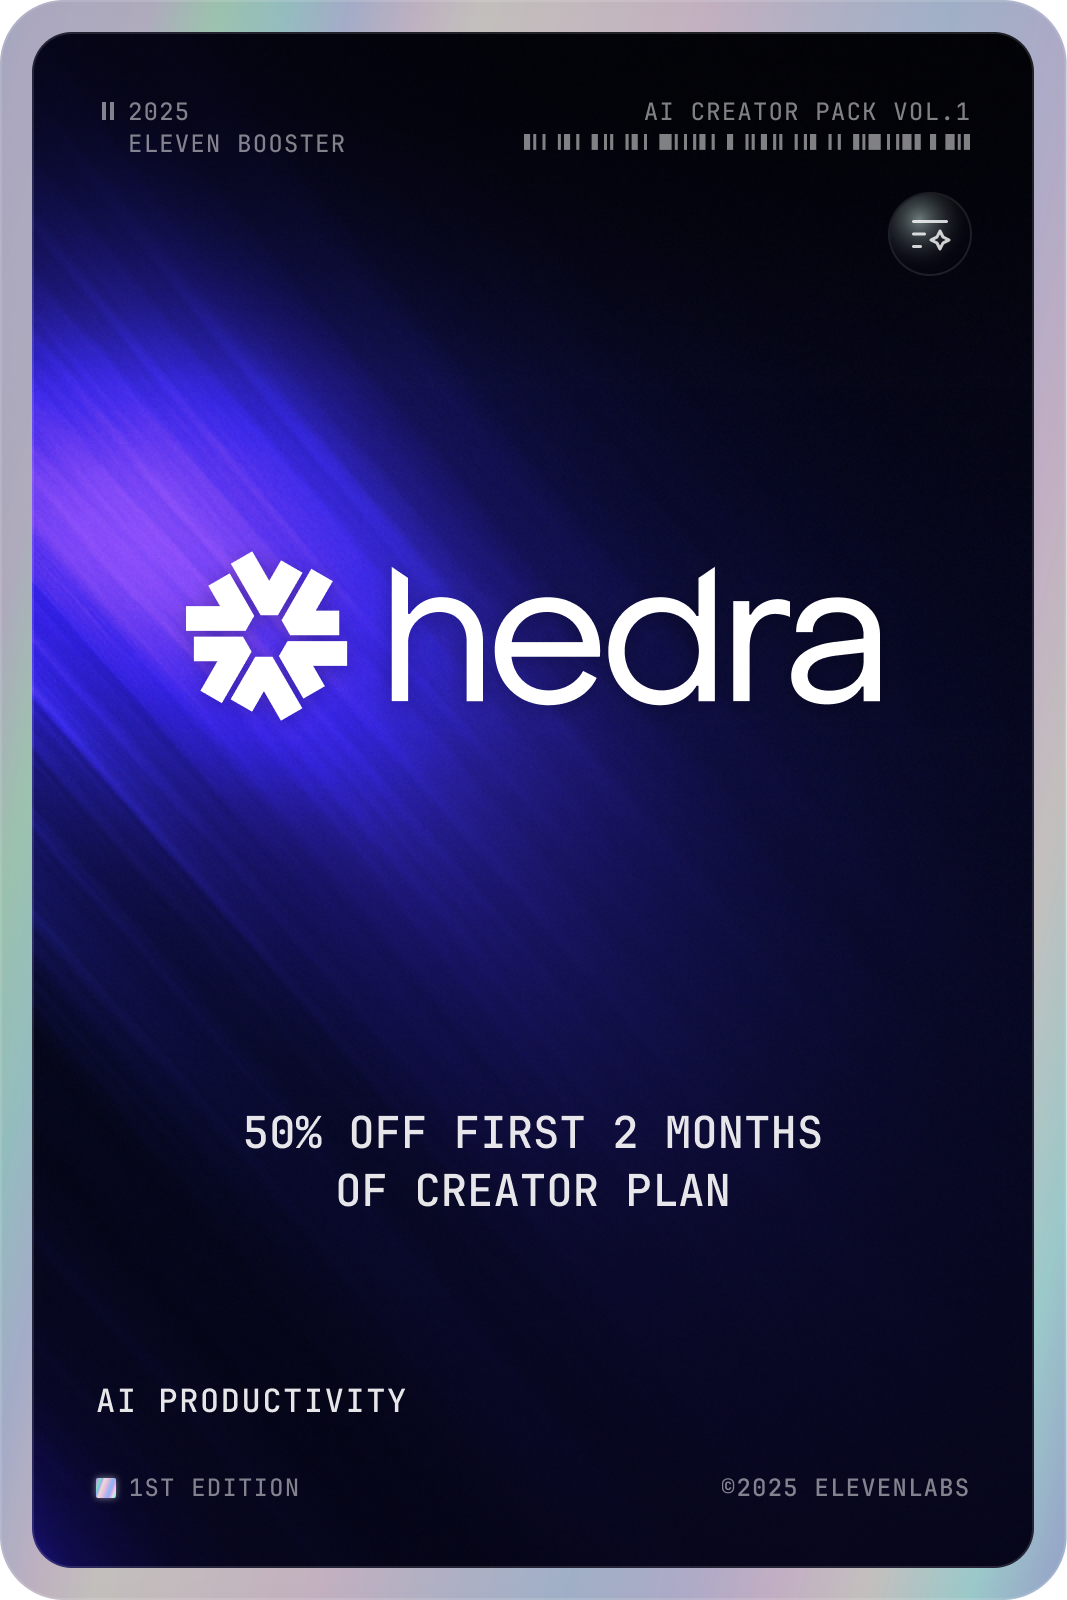 2025
ELEVEN BOOSTER
AI CREATOR PACK VOL.1
hedra
50% OFF FIRST 2 MONTHS
OF CREATOR PLAN
AI PRODUCTIVITY
1ST EDITION
©2025 ELEVENLABS